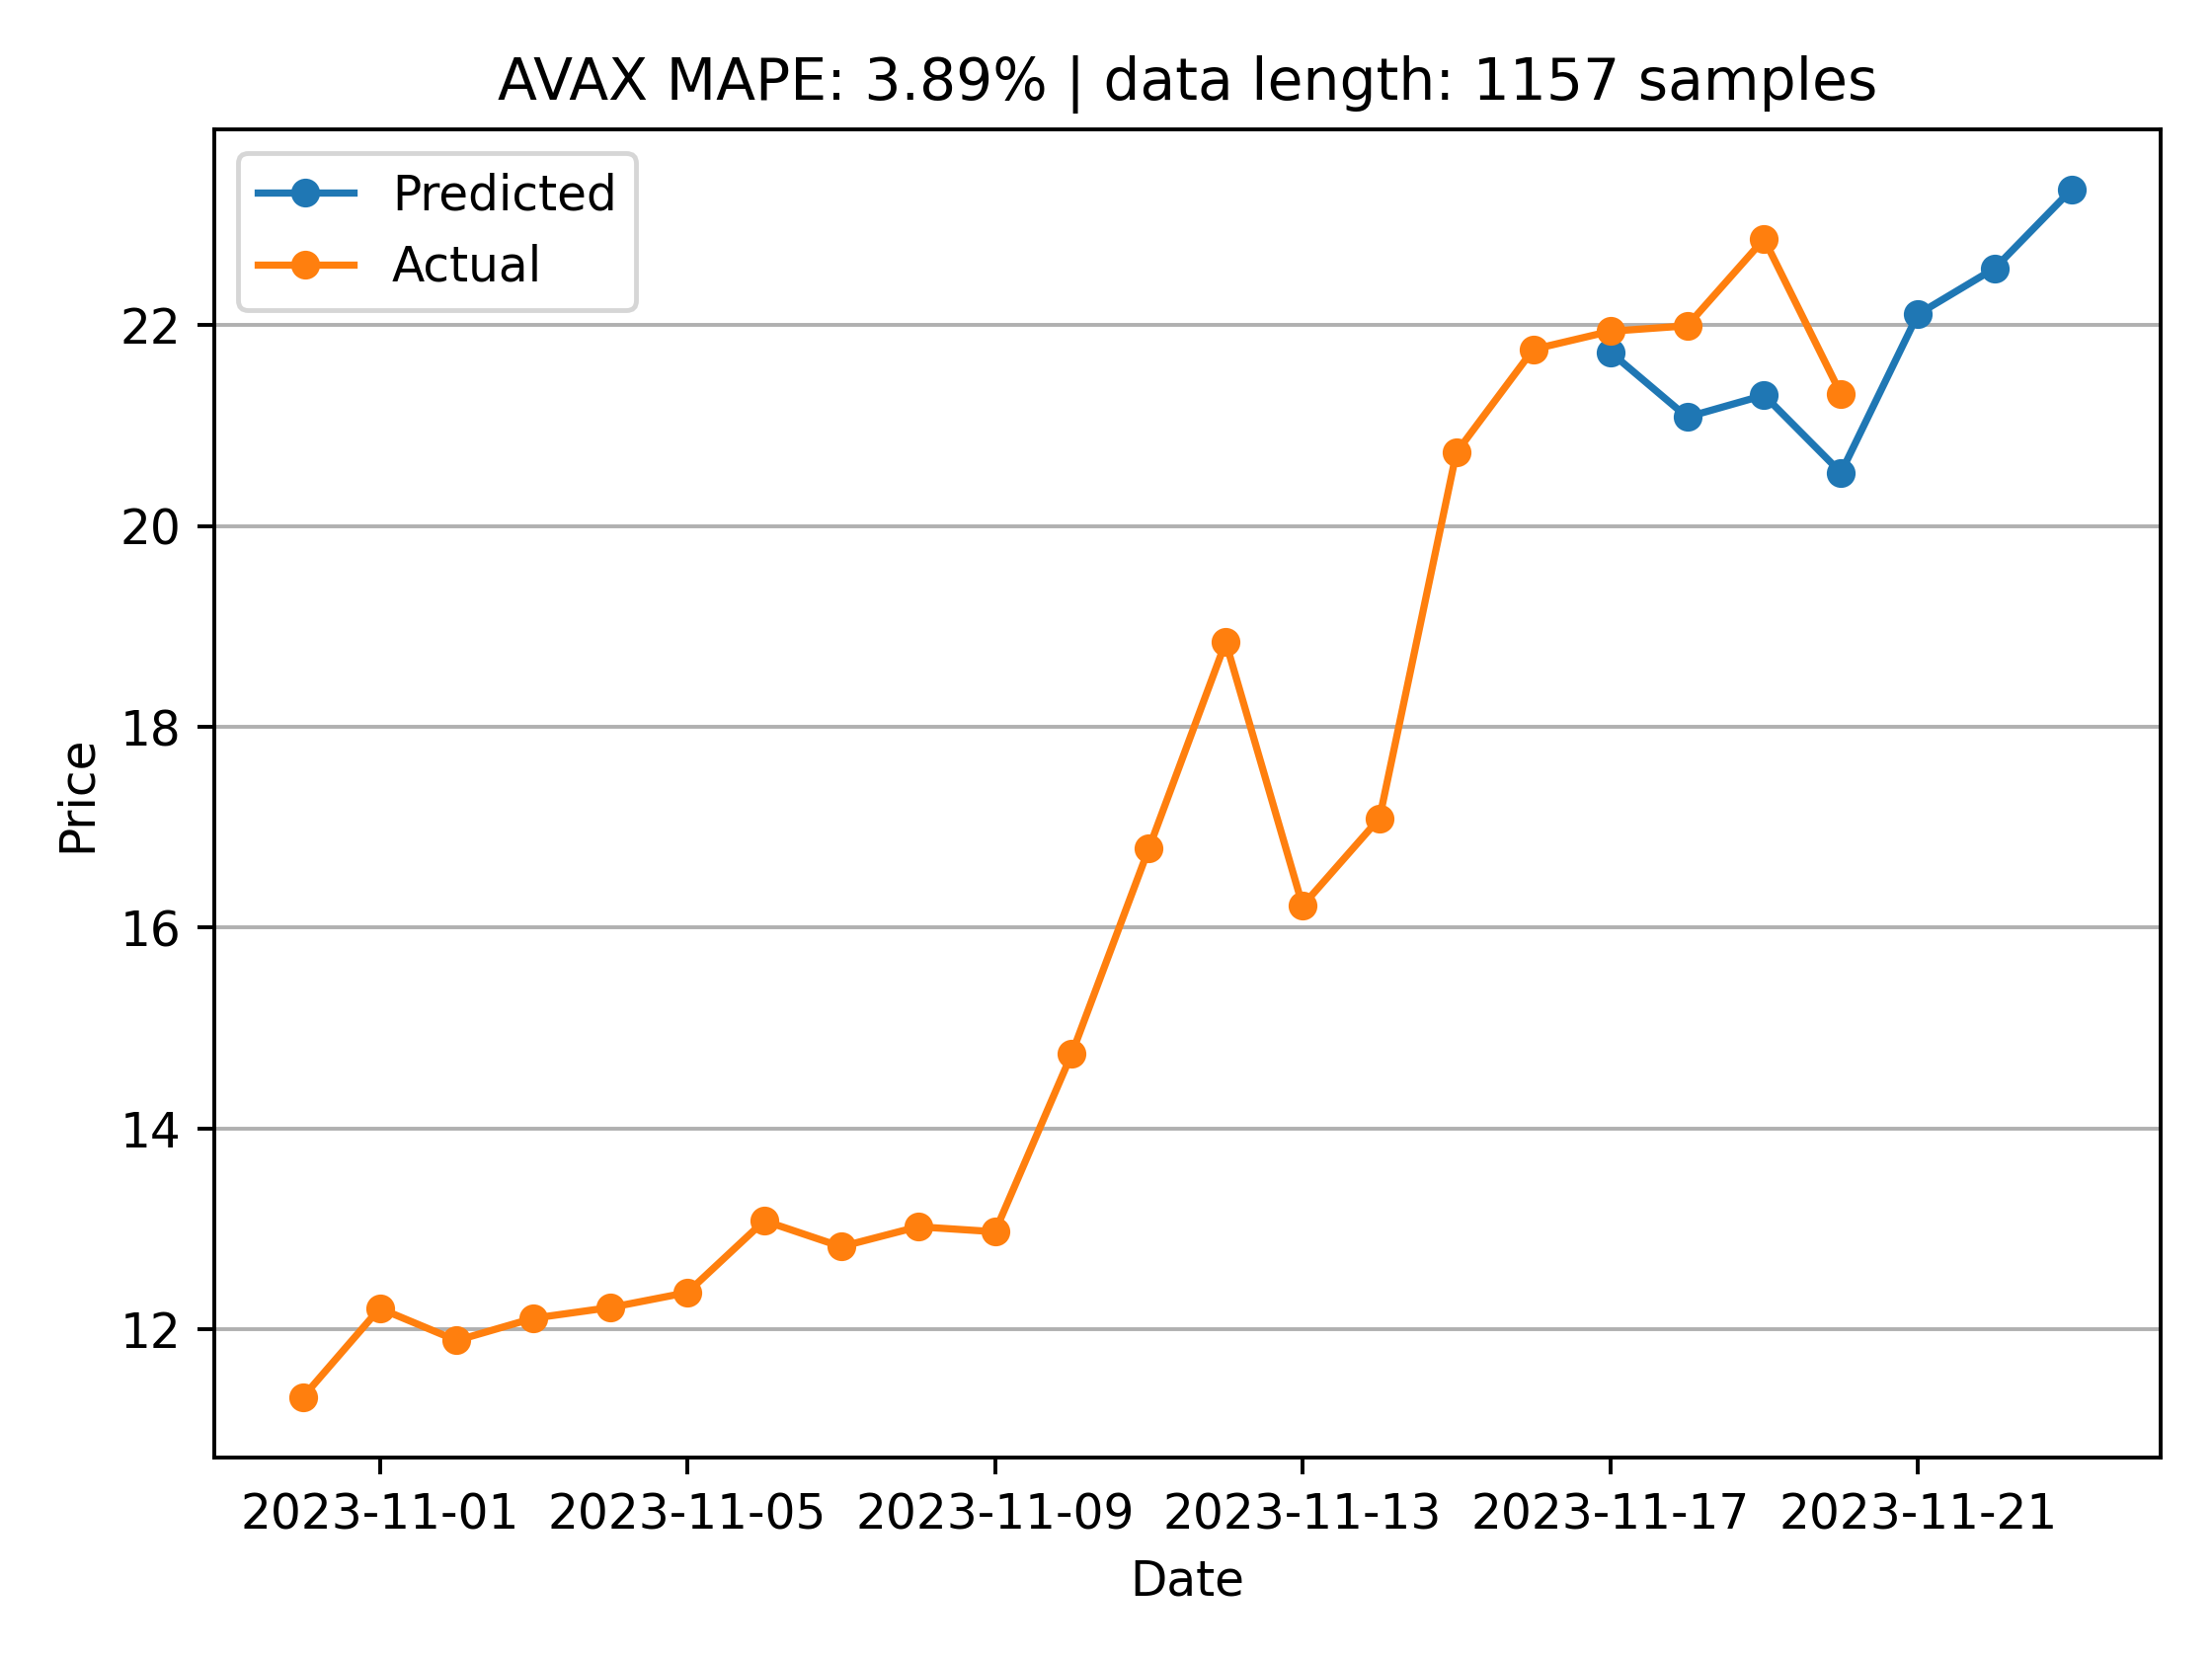 AVAX MAPE: 3.89% | data length: 1157 samples
Predicted
Actual
22
20
18
16
14
12
Price
2023-11-01 2023-11-05 2023-11-09 2023-11-13 2023-11-17 2023-11-21
Date